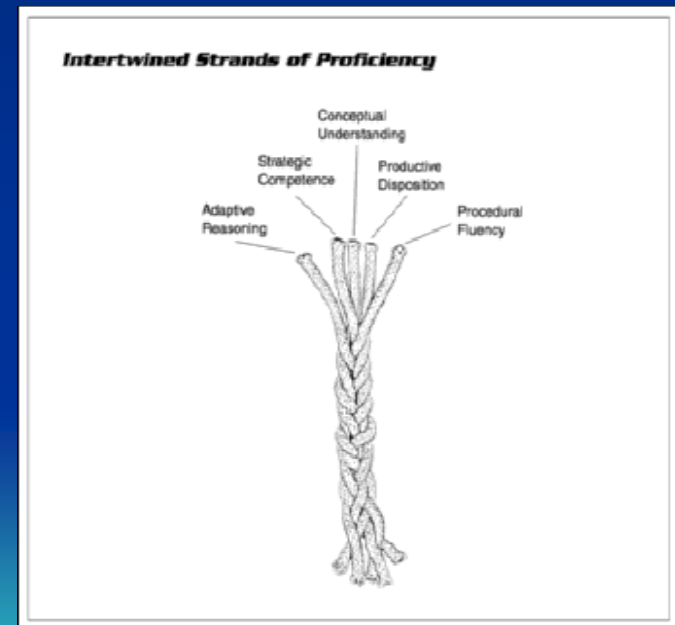 Intertwined Strands of Proficiency
Conceptual
Understanding
Strategic
Competence
Productive
Disposition
Adaptive
Reasoning
Procedural
Fluency